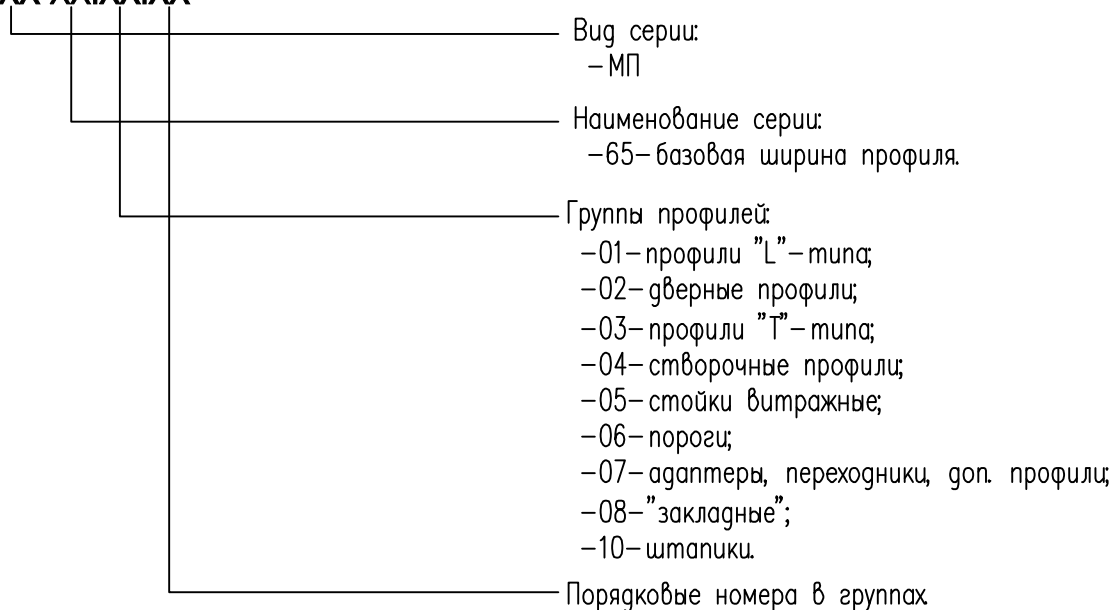 Вид серии:
-МП
Наименование серии:
-65-базовая ширина профиля.
Группы профилей:
-01-профили "L"-типа;
-02-дверные профили;
-03-профили "Т"-типа;
-04-створочные профили;
-05-стойки витражные;
-06-пороги;
-07-адаптеры, переходники, доп. профили;
-08-"закладные";
-10-штапики.
Порядковые номера в группах.